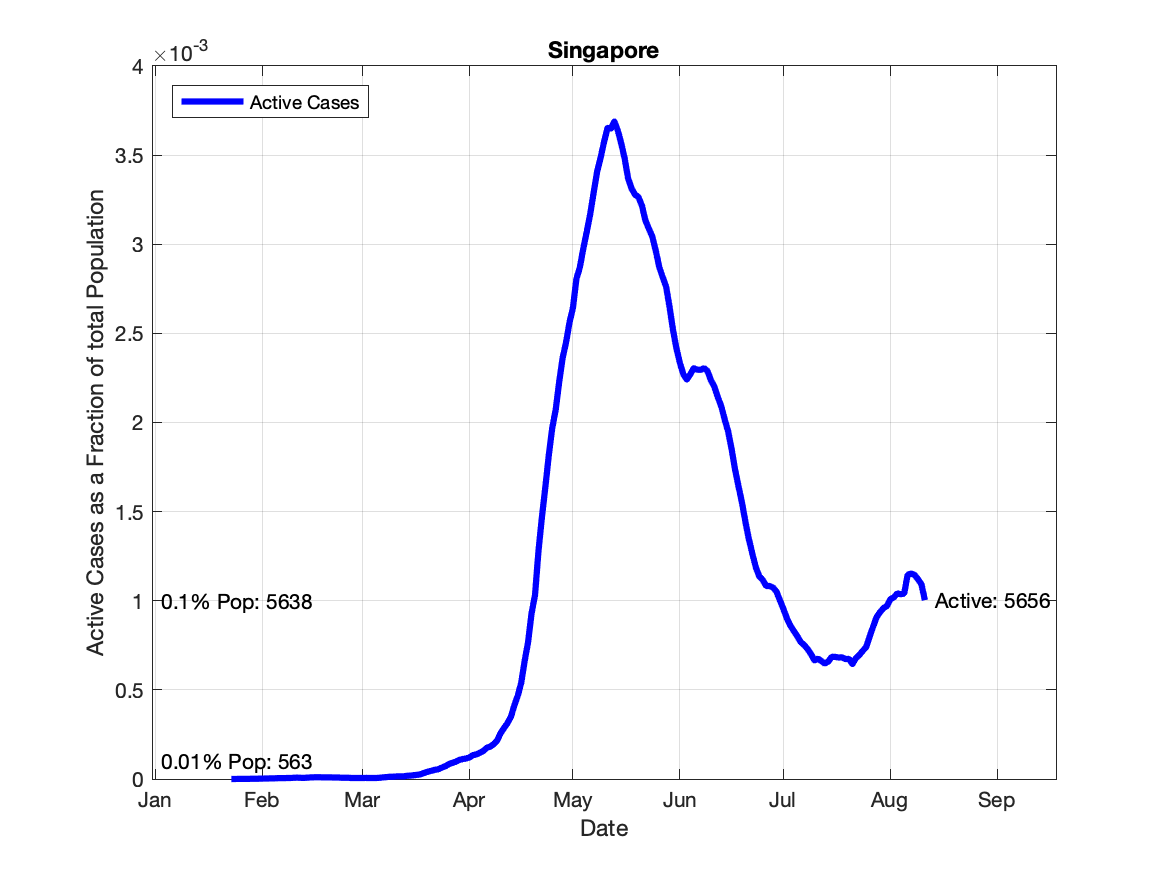 Singapore
×10-3
4
3.5
3
2.5
2
1.5
1
0.5
0
Active Cases
Active Cases as a Fraction of total Population
0.1% Pop: 5638
Active: 5656
0.01% Pop: 563
Jan Feb Mar Apr May Jun Jul Aug Sep
Date